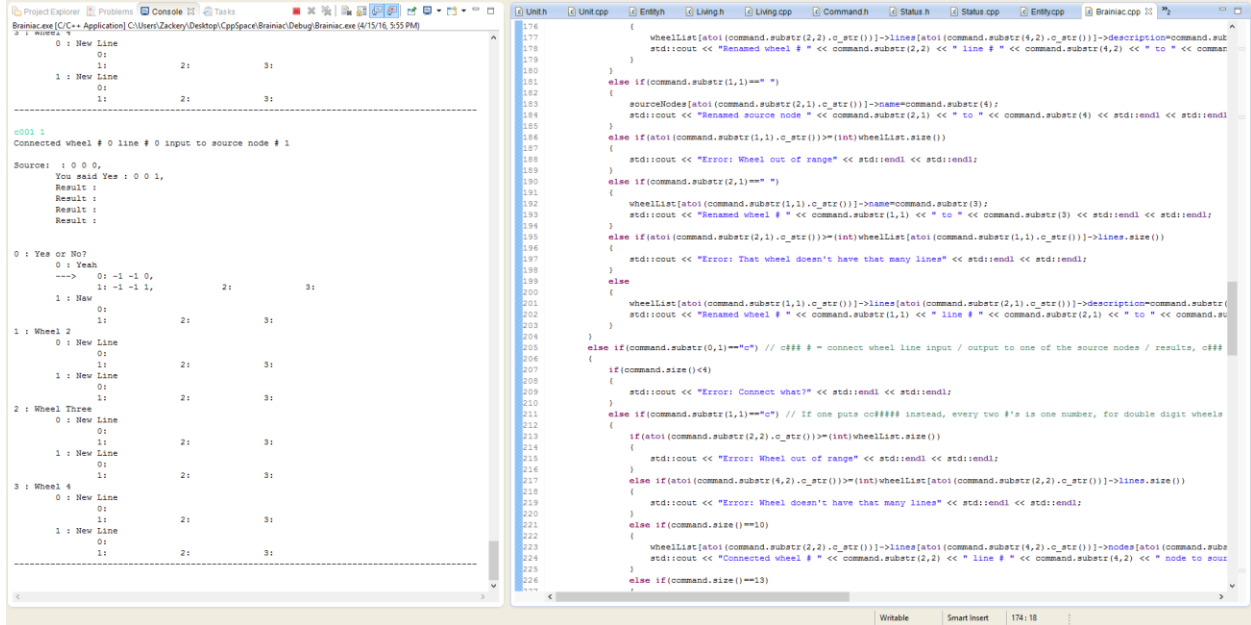 Project Explorer Problems Console Tasks
Brainiac.exe [C/C++ Application] C:\Users\Zackery\Desktop\CppSpace\Brainiac\Debug\Brainiac.exe (4/15/16, 5:55 PM)
3 : Wheel 4
0 : New Line
0:
1: 2: 3:
1 : New Line
0:
1: 2: 3:
--------------------------------------------------------------------------------
c001 1
Connected wheel # 0 line # 0 input to source node # 1
Source: : 0 0 0,
You said Yes : 0 0 1,
Result :
Result :
Result :
Result :
0 : Yes or No?
0 : Yeah
---> 0: -1 -1 0,
1: -1 -1 1, 2: 3:
1 : Naw
0:
1: 2: 3:
1 : Wheel 2
0 : New Line
0:
1: 2: 3:
1 : New Line
0:
1: 2: 3:
2 : Wheel Three
0 : New Line
0:
1: 2: 3:
1 : New Line
0:
1: 2: 3:
3 : Wheel 4
0 : New Line
0:
1: 2: 3:
1 : New Line
0:
1: 2: 3:
--------------------------------------------------------------------------------
Unit.h Unit.cpp Entity.h Living.h Living.cpp Command.h Status.h Status.cpp Entity.cpp Brainiac.cpp »2
176 {
177 wheelList[atoi(command.substr(2,2).c_str())]->lines[atoi(command.substr(4,2).c_str())]->description=command.sub
178 std::cout << "Renamed wheel # " << command.substr(2,2) << " line # " << command.substr(4,2) << " to " << comman
179 }
180 }
181 else if(command.substr(1,1)==" ")
182 {
183 sourceNodes[atoi(command.substr(2,1).c_str())]->name=command.substr(4);
184 std::cout << "Renamed source node " << command.substr(2,1) << " to " << command.substr(4) << std::endl << std::endl
185 }
186 else if(atoi(command.substr(1,1).c_str())>=(int)wheelList.size())
187 {
188 std::cout << "Error: Wheel out of range" << std::endl << std::endl;
189 }
190 else if(command.substr(2,1)==" ")
191 {
192 wheelList[atoi(command.substr(1,1).c_str())]->name=command.substr(3);
193 std::cout << "Renamed wheel # " << command.substr(1,1) << " to " << command.substr(3) << std::endl << std::endl;
194 }
195 else if(atoi(command.substr(2,1).c_str())>=(int)wheelList[atoi(command.substr(1,1).c_str())]->lines.size())
196 {
197 std::cout << "Error: That wheel doesn't have that many lines" << std::endl << std::endl;
198 }
199 else
200 {
201 wheelList[atoi(command.substr(1,1).c_str())]->lines[atoi(command.substr(2,1).c_str())]->description=command.substr(
202 std::cout << "Renamed wheel # " << command.substr(1,1) << " line # " << command.substr(2,1) << " to " << command.su
203 }
204 }
205 else if(command.substr(0,1)=="c") // c### # = connect wheel line input / output to one of the source nodes / results, c###
206 {
207 if(command.size()<4)
208 {
209 std::cout << "Error: Connect what?" << std::endl << std::endl;
210 }
211 else if(command.substr(1,1)=="c") // If one puts cc##### instead, every two #'s is one number, for double digit wheels
212 {
213 if(atoi(command.substr(2,2).c_str())>=(int)wheelList.size())
214 {
215 std::cout << "Error: Wheel out of range" << std::endl << std::endl;
216 }
217 else if(atoi(command.substr(4,2).c_str())>=(int)wheelList[atoi(command.substr(2,2).c_str())]->lines.size())
218 {
219 std::cout << "Error: Wheel doesn't have that many lines" << std::endl << std::endl;
220 }
221 else if(command.size()==10)
222 {
223 wheelList[atoi(command.substr(2,2).c_str())]->lines[atoi(command.substr(4,2).c_str())]->nodes[atoi(command.subs
224 std::cout << "Connected wheel # " << command.substr(2,2) << " line # " << command.substr(4,2) << " node to sour
225 }
226 else if(command.size()==13)
Writable Smart Insert 174 : 18